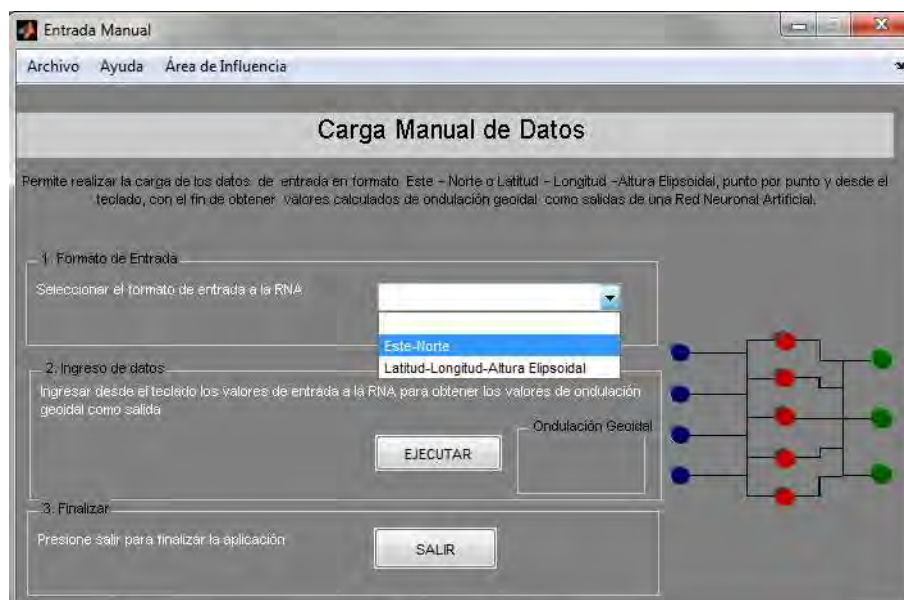 Entrada Manual
Archivo Ayuda Área de Influencia
Carga Manual de Datos
Permite realizar la carga de los datos de entrada en formato Este - Norte o Latitud - Longitud -Altura Elipsoidal, punto por punto y desde el
teclado, con el fin de obtener valores calculados de ondulación geoidal como salidas de una Red Neuronal Artificial.
1. Formato de Entrada
Seleccionar el formato de entrada a la RNA
Este-Norte
Latitud-Longitud-Altura Elipsoidal
2. Ingreso de datos
Ingresar desde el teclado los valores de entrada a la RNA para obtener los valores de ondulación
geoidal como salida
Ondulación Geoidal
EJECUTAR
3. Finalizar
Presione salir para finalizar la aplicación
SALIR